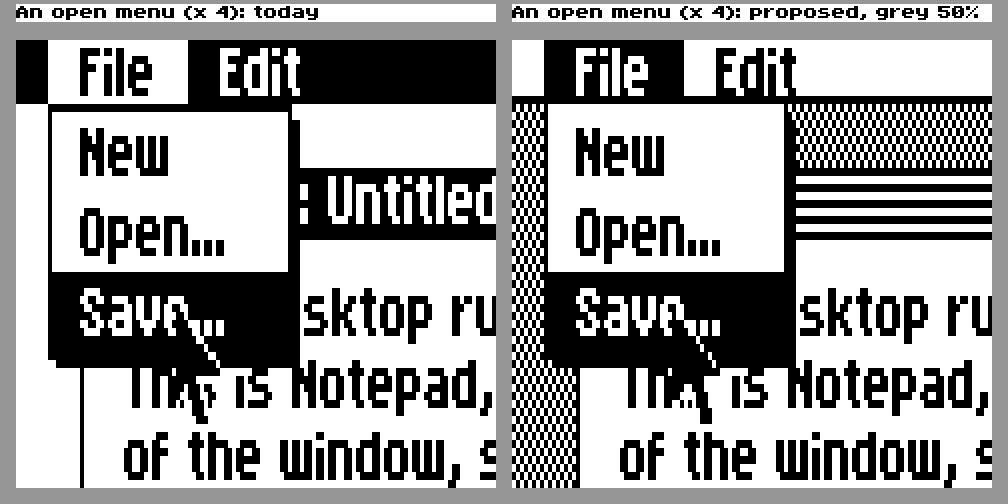 An open menu (x 4): today
File Edit
New
: Untitled
Open...
Save...
sktop ru
This is Notepad,
of the window, s
An open menu (x 4): proposed, grey 50%
File Edit
New
Open...
Save...
sktop ru
This is Notepad,
of the window, s